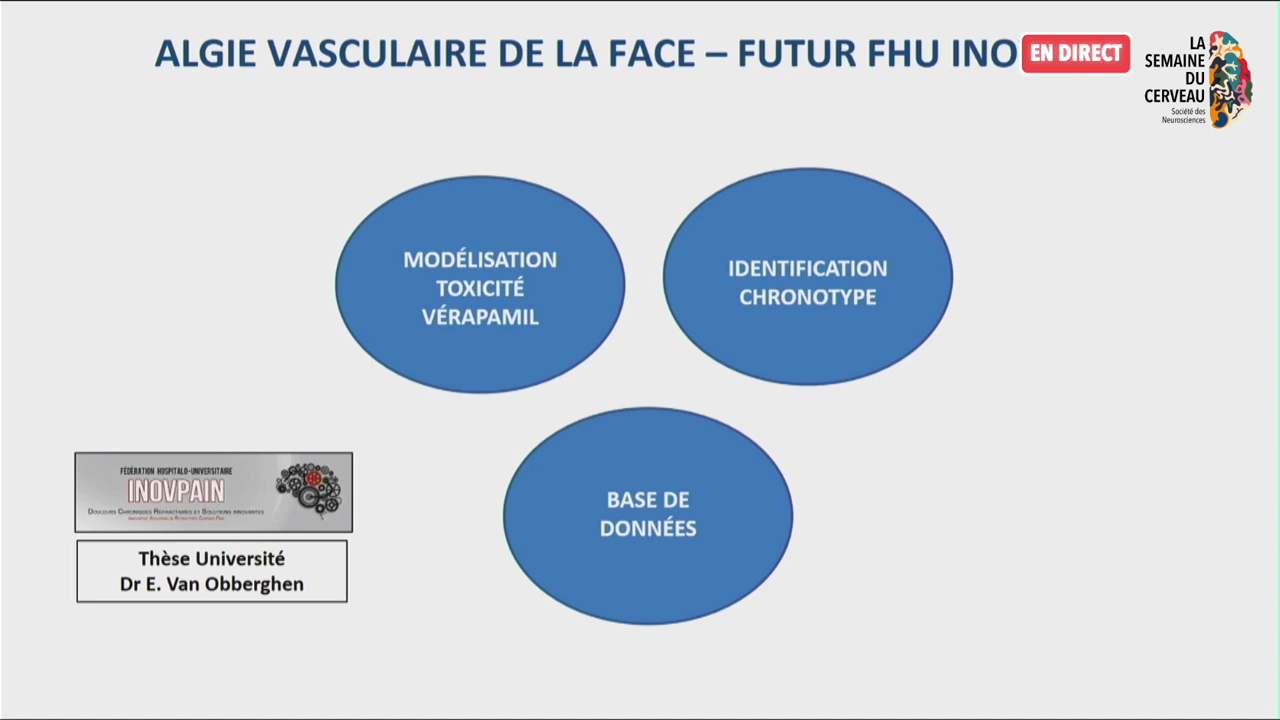 ALGIE VASCULAIRE DE LA FACE – FUTUR FHU INO
EN DIRECT
LA
SEMAINE
DU
CERVEAU
Société des
Neurosciences
MODÉLISATION
TOXICITÉ
VÉRAPAMIL
IDENTIFICATION
CHRONOTYPE
BASE DE
DONNÉES
FÉDÉRATION HOSPITALO-UNIVERSITAIRE
INOVPAIN
DOULEURS CHRONIQUES RÉFRACTAIRES ET SOLUTIONS INNOVANTES
Thèse Université
Dr E. Van Obberghen